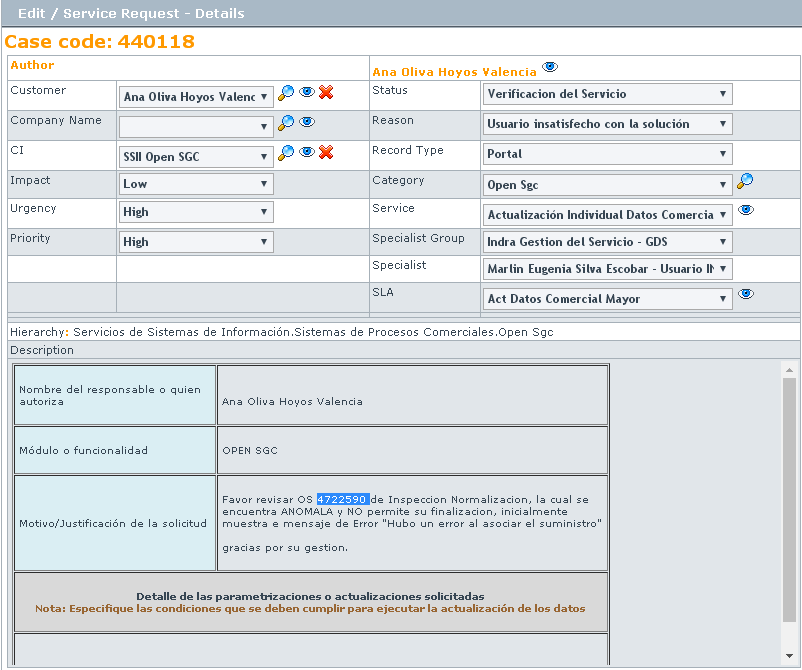 Edit / Service Request - Details
Case code: 440118
Author
Ana Oliva Hoyos Valencia
Customer
Ana Oliva Hoyos Valenc
Status
Verificacion del Servicio
Company Name
Reason
Usuario insatisfecho con la solución
CI
SSII Open SGC
Record Type
Portal
Impact
Low
Category
Open Sgc
Urgency
High
Service
Actualización Individual Datos Comercia
Priority
High
Specialist Group
Indra Gestion del Servicio - GDS
Specialist
Marlin Eugenia Silva Escobar - Usuario IN
SLA
Act Datos Comercial Mayor
Hierarchy: Servicios de Sistemas de Información.Sistemas de Procesos Comerciales.Open Sgc
Description
Nombre del responsable o quien
autoriza
Ana Oliva Hoyos Valencia
Módulo o funcionalidad
OPEN SGC
Motivo/Justificación de la solicitud
Favor revisar OS 4722590 de Inspeccion Normalizacion, la cual se
encuentra ANOMALA y NO permite su finalizacion, inicialmente
muestra e mensaje de Error "Hubo un error al asociar el suministro"
gracias por su gestion.
Detalle de las parametrizaciones o actualizaciones solicitadas
Nota: Especifique las condiciones que se deben cumplir para ejecutar la actualización de los datos